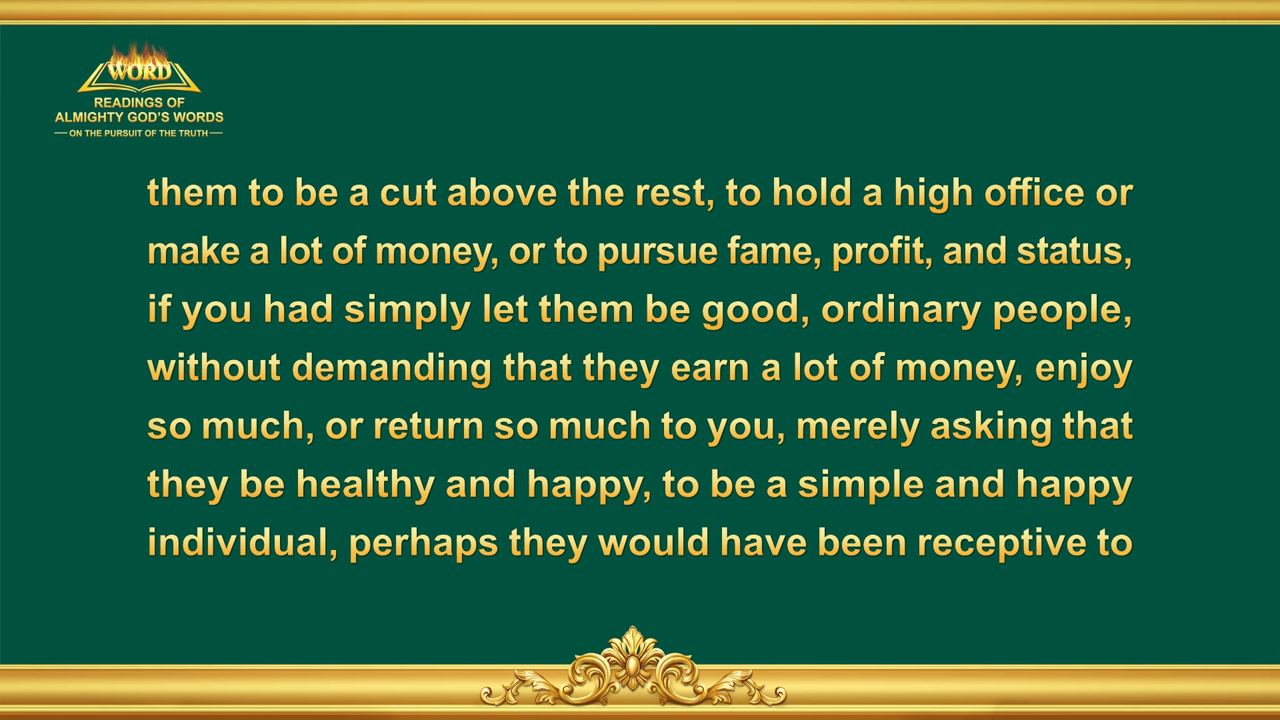 WORD
READINGS OF
ALMIGHTY GOD'S WORDS
— ON THE PURSUIT OF THE TRUTH —
them to be a cut above the rest, to hold a high office or
make a lot of money, or to pursue fame, profit, and status,
if you had simply let them be good, ordinary people,
without demanding that they earn a lot of money, enjoy
so much, or return so much to you, merely asking that
they be healthy and happy, to be a simple and happy
individual, perhaps they would have been receptive to